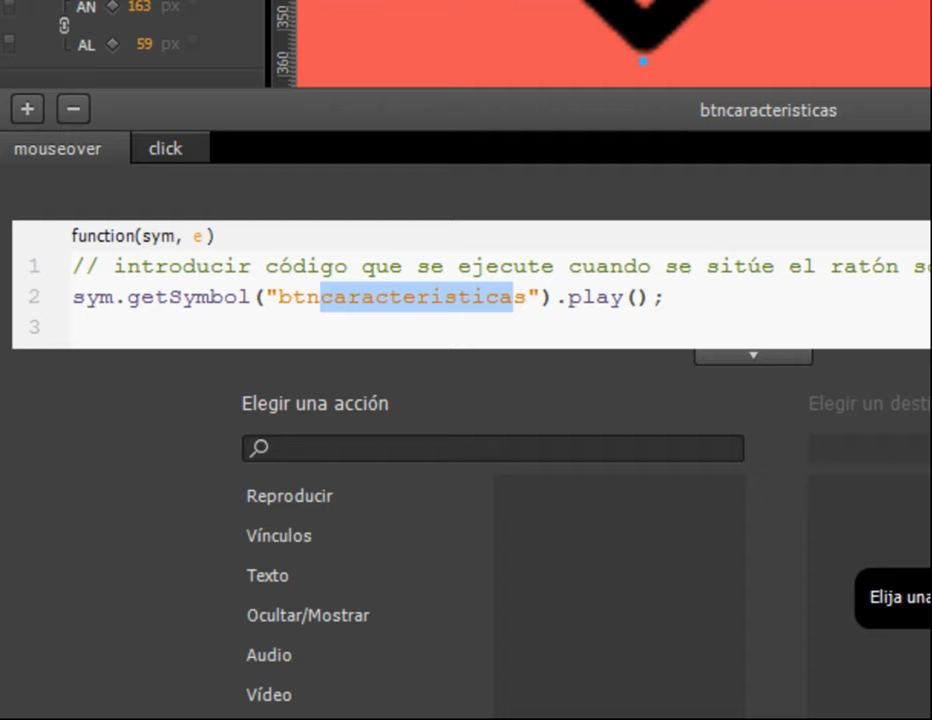 AN 163 px
350
AL 59 px
360
+ − btncaracteristicas
mouseover click
function(sym, e)
1 // introducir código que se ejecute cuando se sitúe el ratón
2 sym.getSymbol("btncaracteristicas").play();
3
Elegir una acción Elegir un
Reproducir
Vínculos
Texto
Elija
Ocultar/Mostrar
Audio
Vídeo